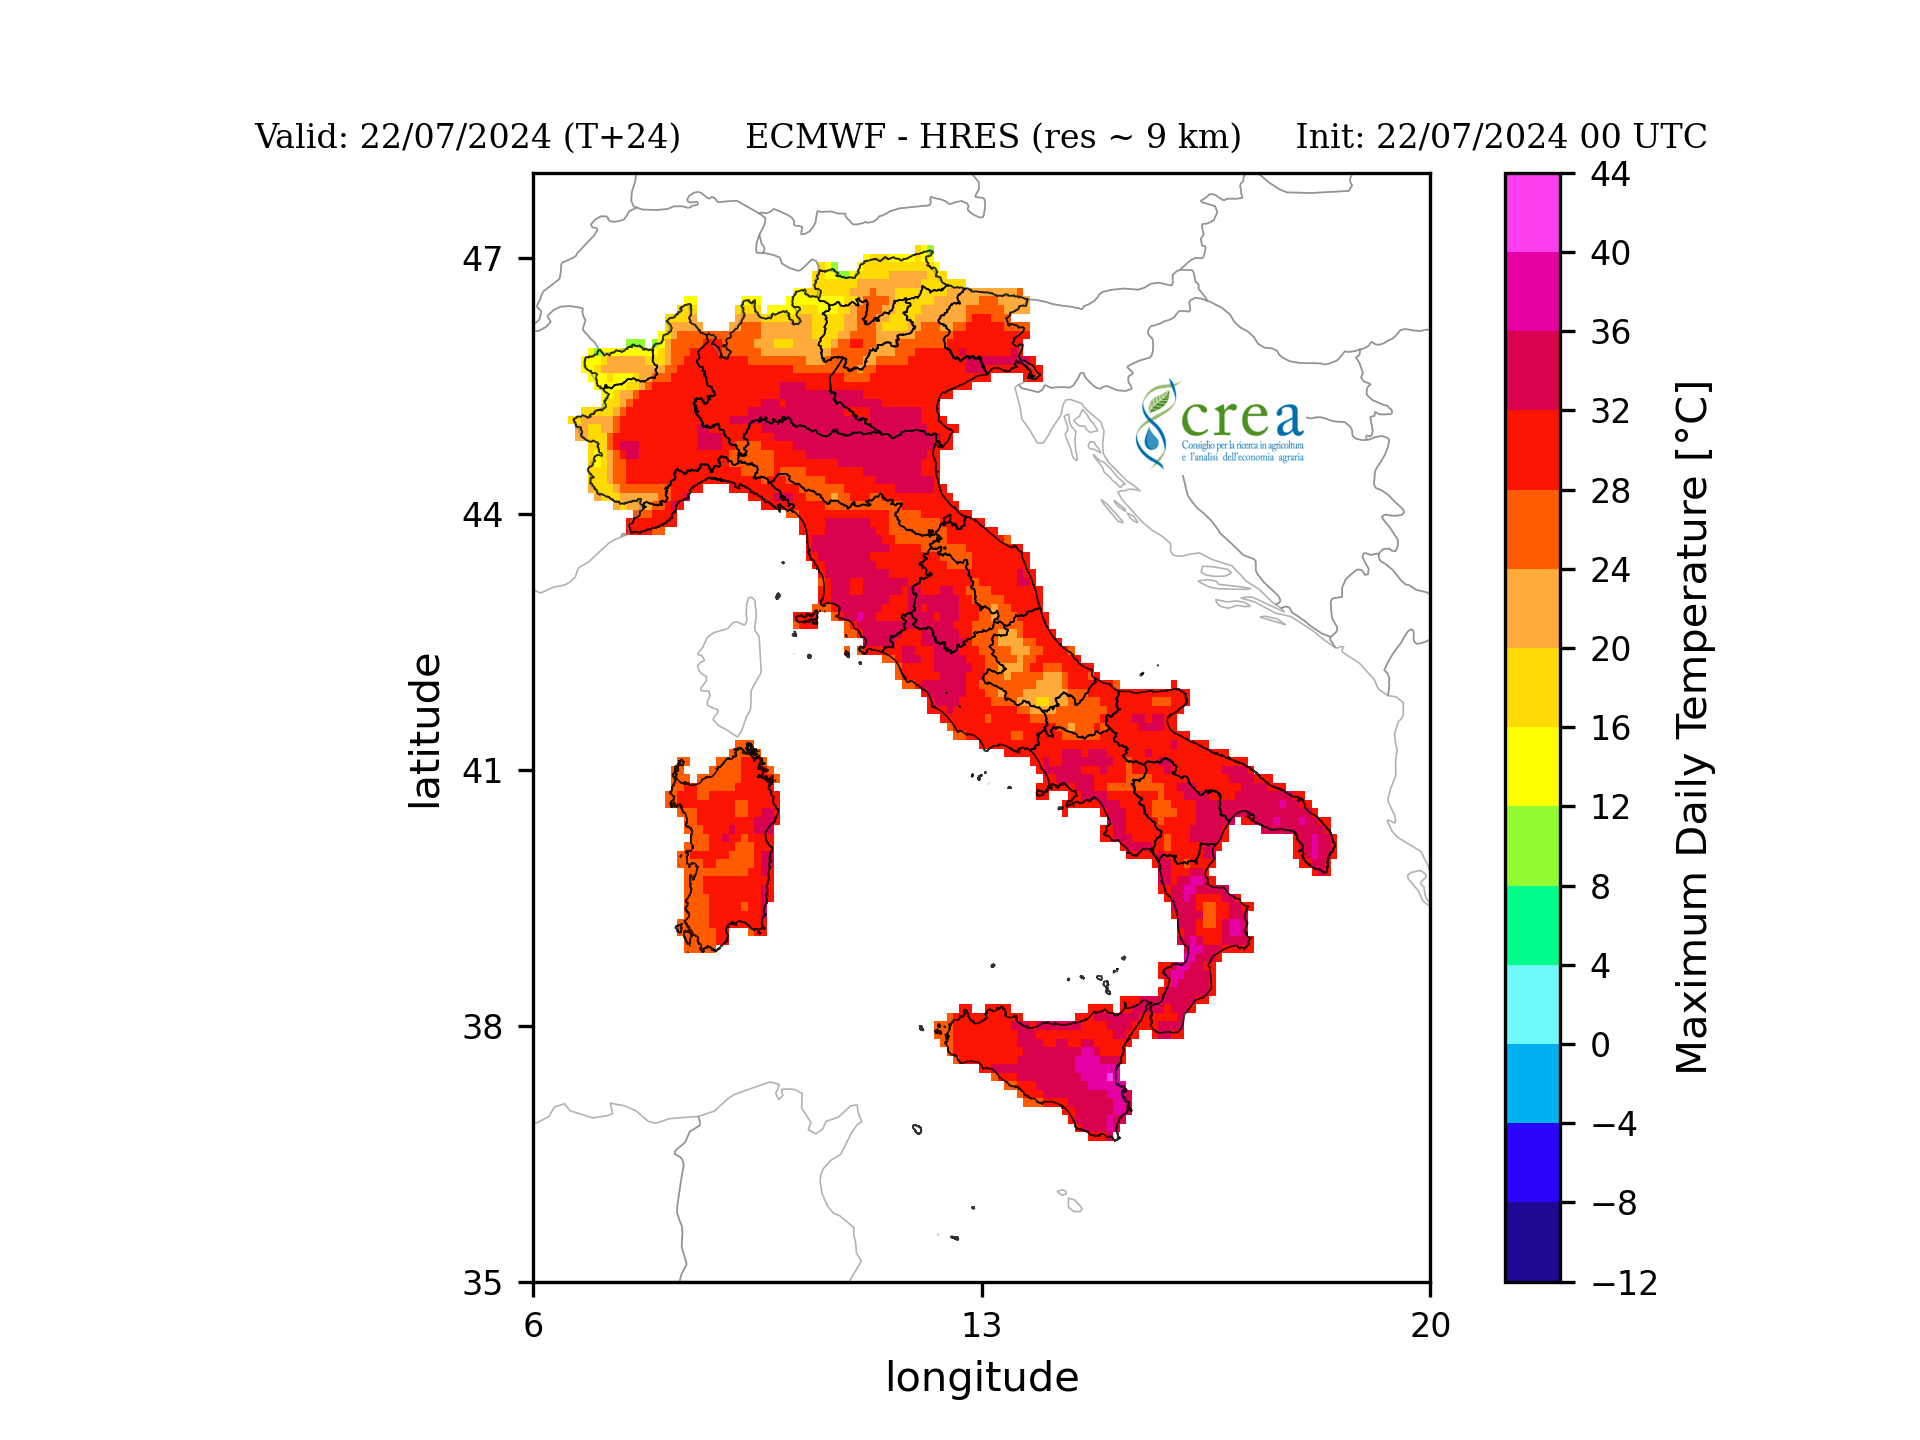 Valid: 22/07/2024 (T+24) ECMWF - HRES (res ~ 9 km) Init: 22/07/2024 00 UTC
44
40
36
32
28
24
20
16
12
8
4
0
−4
−8
−12
Maximum Daily Temperature [°C]
47
44
41
38
35
latitude
6 13 20
longitude
crea
Consiglio per la ricerca in agricoltura
e l'analisi dell'economia agraria